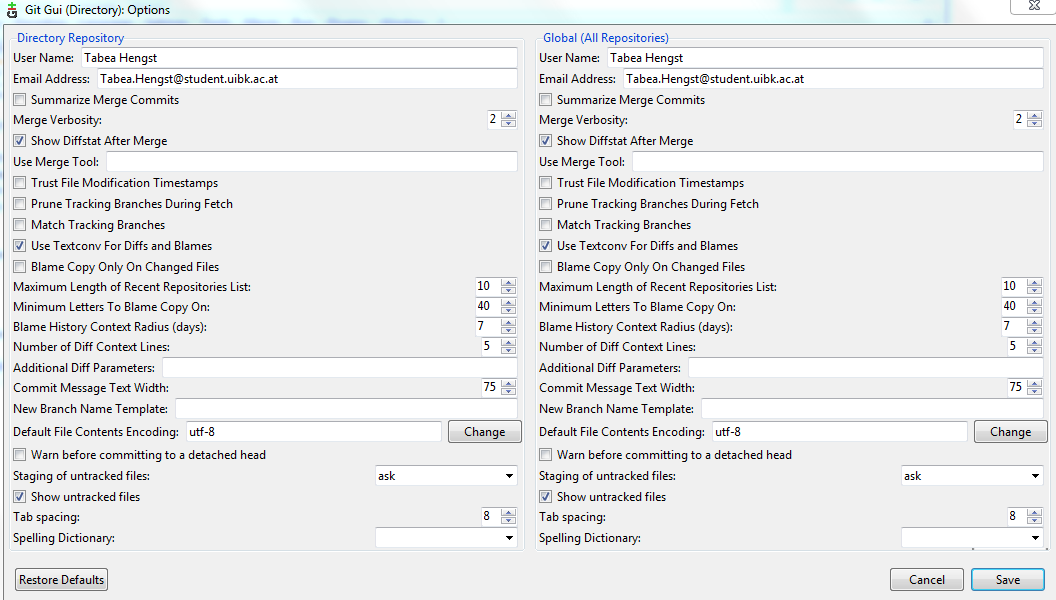 Git Gui (Directory): Options
Directory Repository
User Name: Tabea Hengst
Email Address: Tabea.Hengst@student.uibk.ac.at
Summarize Merge Commits
Merge Verbosity: 2
Show Diffstat After Merge
Use Merge Tool:
Trust File Modification Timestamps
Prune Tracking Branches During Fetch
Match Tracking Branches
Use Textconv For Diffs and Blames
Blame Copy Only On Changed Files
Maximum Length of Recent Repositories List: 10
Minimum Letters To Blame Copy On: 40
Blame History Context Radius (days): 7
Number of Diff Context Lines: 5
Additional Diff Parameters:
Commit Message Text Width: 75
New Branch Name Template:
Default File Contents Encoding: utf-8 Change
Warn before committing to a detached head
Staging of untracked files: ask
Show untracked files
Tab spacing: 8
Spelling Dictionary:
Global (All Repositories)
User Name: Tabea Hengst
Email Address: Tabea.Hengst@student.uibk.ac.at
Summarize Merge Commits
Merge Verbosity: 2
Show Diffstat After Merge
Use Merge Tool:
Trust File Modification Timestamps
Prune Tracking Branches During Fetch
Match Tracking Branches
Use Textconv For Diffs and Blames
Blame Copy Only On Changed Files
Maximum Length of Recent Repositories List: 10
Minimum Letters To Blame Copy On: 40
Blame History Context Radius (days): 7
Number of Diff Context Lines: 5
Additional Diff Parameters:
Commit Message Text Width: 75
New Branch Name Template:
Default File Contents Encoding: utf-8 Change
Warn before committing to a detached head
Staging of untracked files: ask
Show untracked files
Tab spacing: 8
Spelling Dictionary:
Restore Defaults Cancel Save